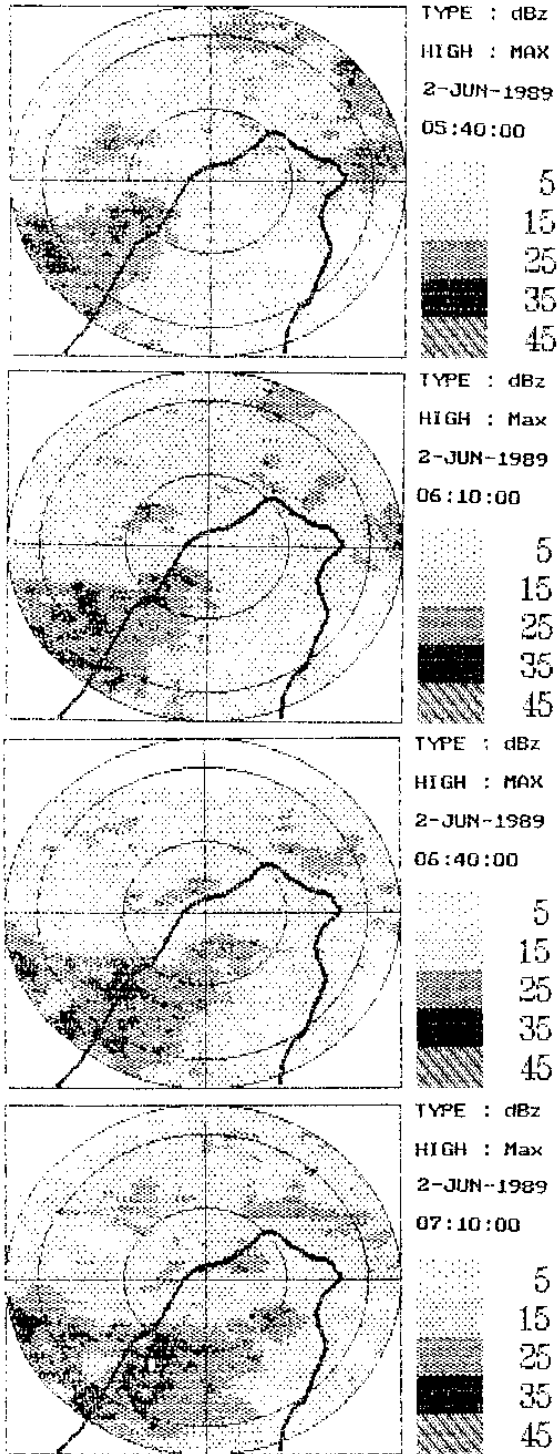 TYPE : dBz
HIGH : MAX
2-JUN-1989
05:40:00
5
15
25
35
45
TYPE : dBz
HIGH : Max
2-JUN-1989
06:10:00
5
15
25
35
45
TYPE : dBz
HIGH : MAX
2-JUN-1989
06:40:00
5
15
25
35
45
TYPE : dBz
HIGH : Max
2-JUN-1989
07:10:00
5
15
25
35
45